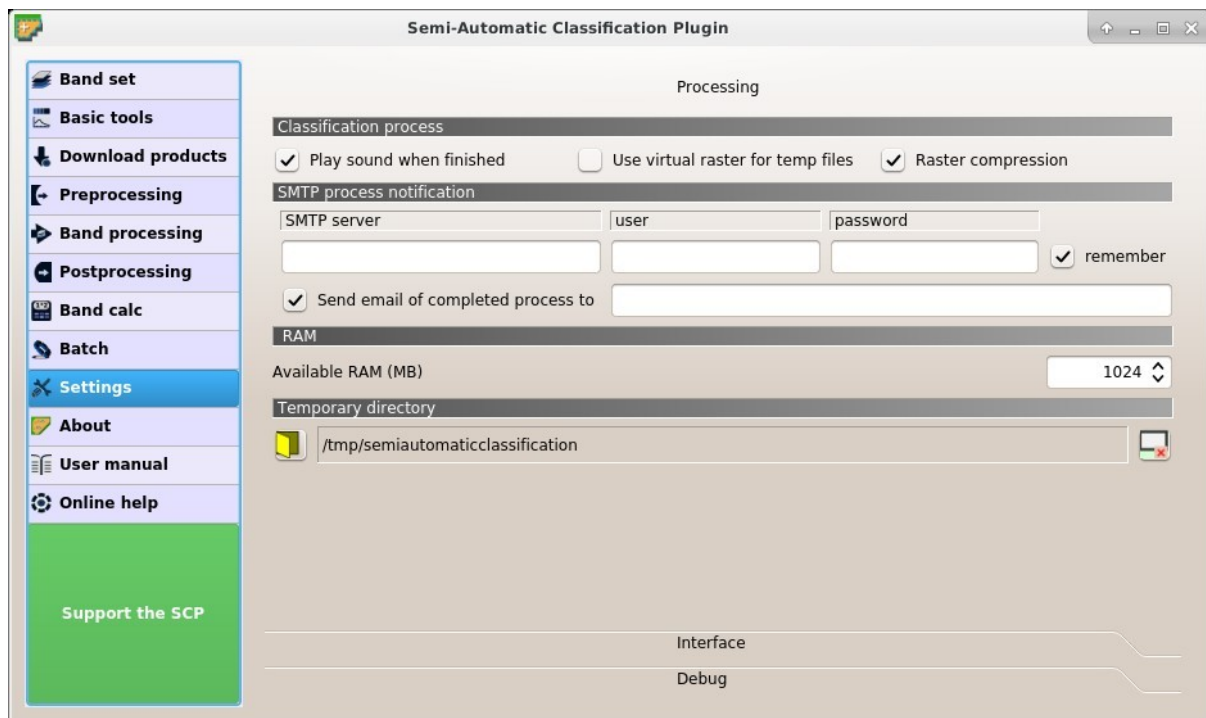 Semi-Automatic Classification Plugin
Band set
Basic tools
Download products
Preprocessing
Band processing
Postprocessing
Band calc
Batch
Settings
About
User manual
Online help
Support the SCP
Processing
Classification process
Play sound when finished
Use virtual raster for temp files
Raster compression
SMTP process notification
SMTP server
user
password
remember
Send email of completed process to
RAM
Available RAM (MB)
1024
Temporary directory
/tmp/semiautomaticclassification
Interface
Debug